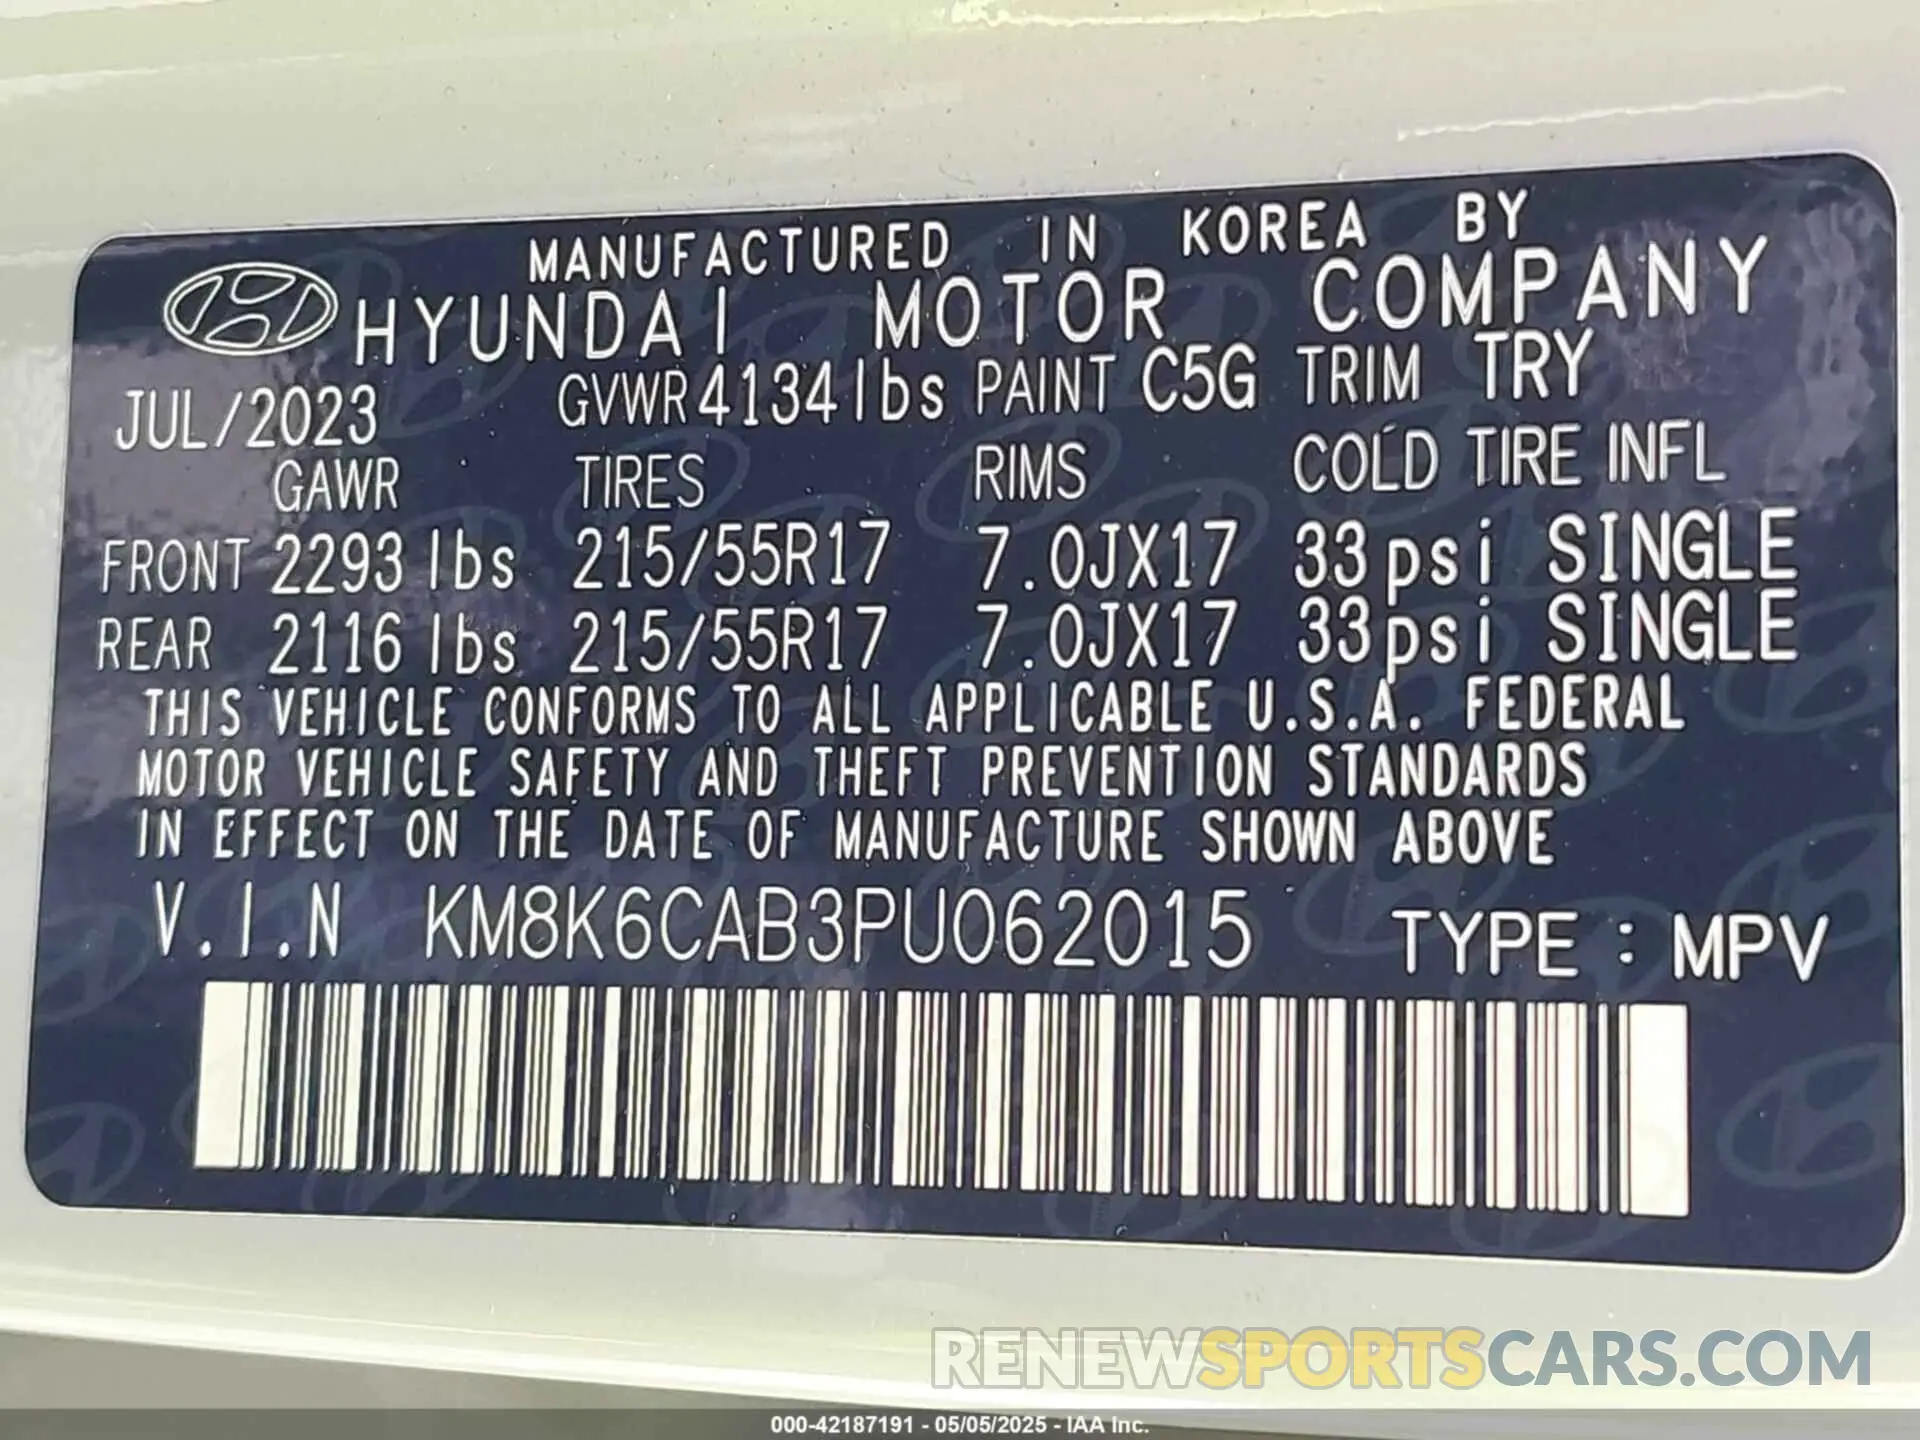 MANUFACTURED IN KOREA BY
HYUNDAI MOTOR COMPANY
JUL/2023 GVWR 4134lbs PAINT C5G TRIM TRY
GAWR TIRES RIMS COLD TIRE INFL
FRONT 2293 lbs 215/55R17 7.0JX17 33psi SINGLE
REAR 2116 lbs 215/55R17 7.0JX17 33psi SINGLE
THIS VEHICLE CONFORMS TO ALL APPLICABLE U.S.A. FEDERAL
MOTOR VEHICLE SAFETY AND THEFT PREVENTION STANDARDS
IN EFFECT ON THE DATE OF MANUFACTURE SHOWN ABOVE
V.I.N KM8K6CAB3PU062015 TYPE : MPV
RENEWSPORTSCARS.COM
000-42187191 - 05/05/2025 - IAA Inc.